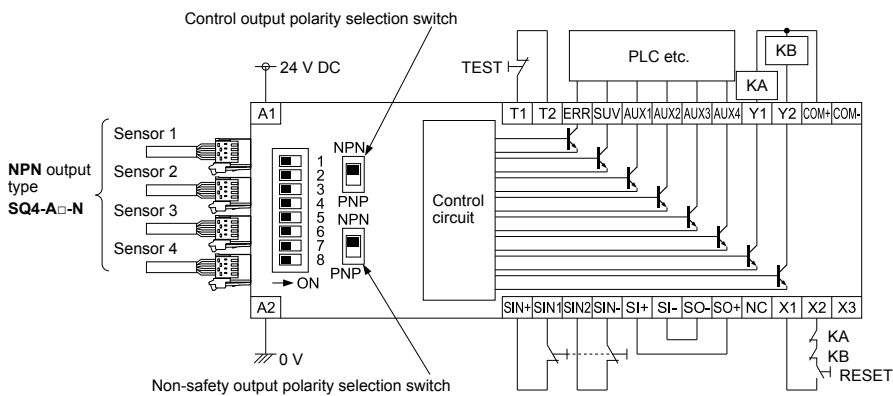 Control output polarity selection switch
24 V DC
TEST
PLC etc.
KA
KB
A1
T1 T2 ERR SUV AUX1 AUX2 AUX3 AUX4 Y1 Y2 COM+ COM-
NPN output
type
SQ4-A□-N
Sensor 1
Sensor 2
Sensor 3
Sensor 4
1
2
3
4
5
6
7
8
→ ON
NPN
PNP
NPN
PNP
Control
circuit
A2
SIN+ SIN1 SIN2 SIN- SI+ SI- SO- SO+ NC X1 X2 X3
0 V
KA
KB
RESET
Non-safety output polarity selection switch